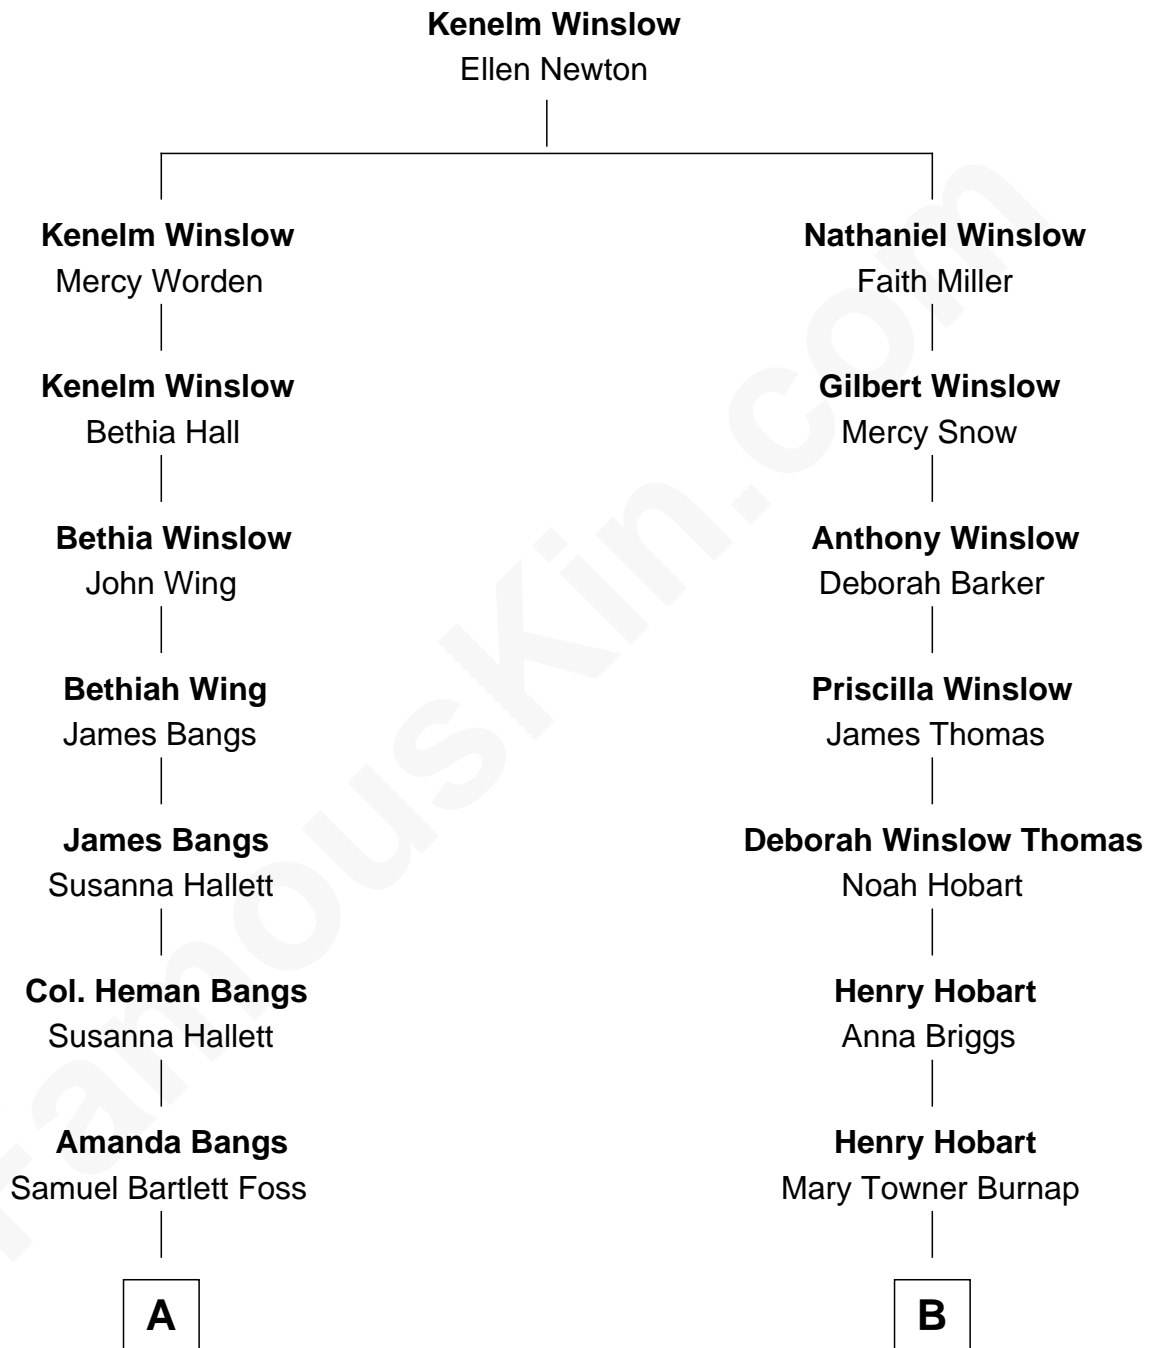 Kenelm Winslow
Ellen Newton
Kenelm Winslow
Mercy Worden
Kenelm Winslow
Bethia Hall
Bethia Winslow
John Wing
Bethiah Wing
James Bangs
James Bangs
Susanna Hallett
Col. Heman Bangs
Susanna Hallett
Amanda Bangs
Samuel Bartlett Foss
A
Nathaniel Winslow
Faith Miller
Gilbert Winslow
Mercy Snow
Anthony Winslow
Deborah Barker
Priscilla Winslow
James Thomas
Deborah Winslow Thomas
Noah Hobart
Henry Hobart
Anna Briggs
Henry Hobart
Mary Towner Burnap
B
FamousKin.com